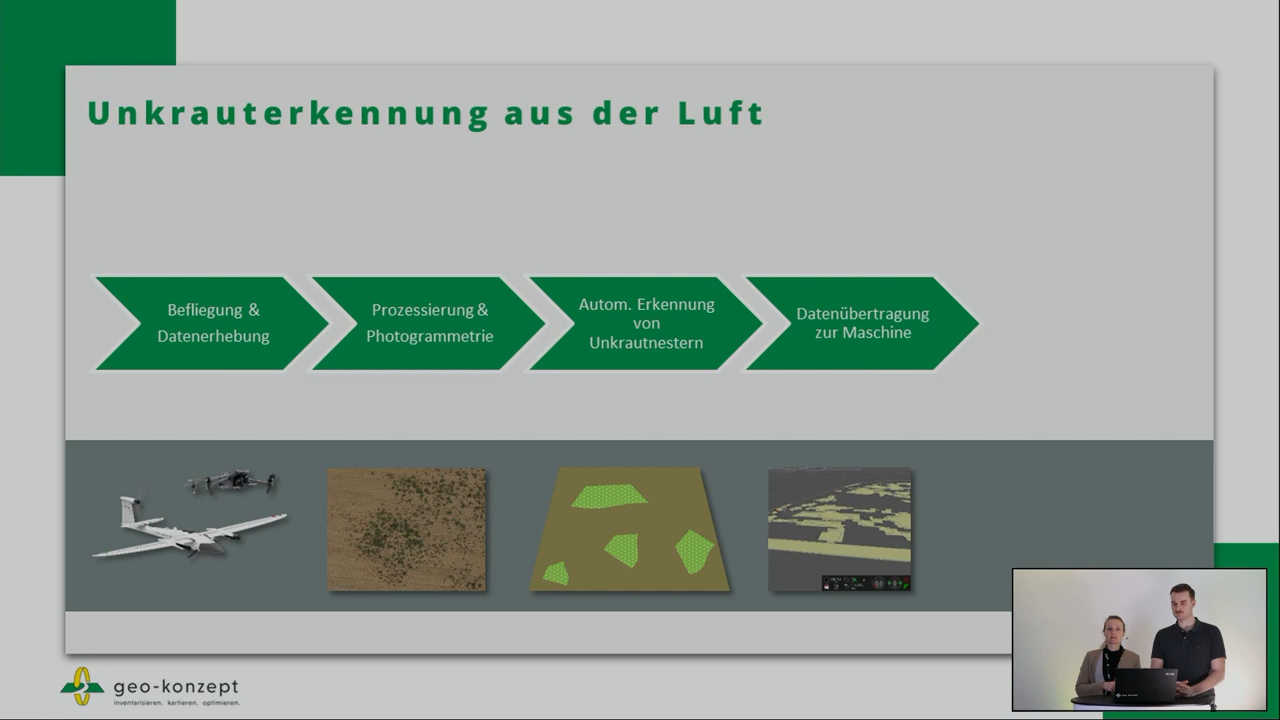 Unkrauterkennung aus der Luft
Befliegung &
Datenerhebung
Prozessierung &
Photogrammetrie
Autom. Erkennung
von
Unkrautnestern
Datenübertragung
zur Maschine
geo-konzept
inventarisieren. kartieren. optimieren.